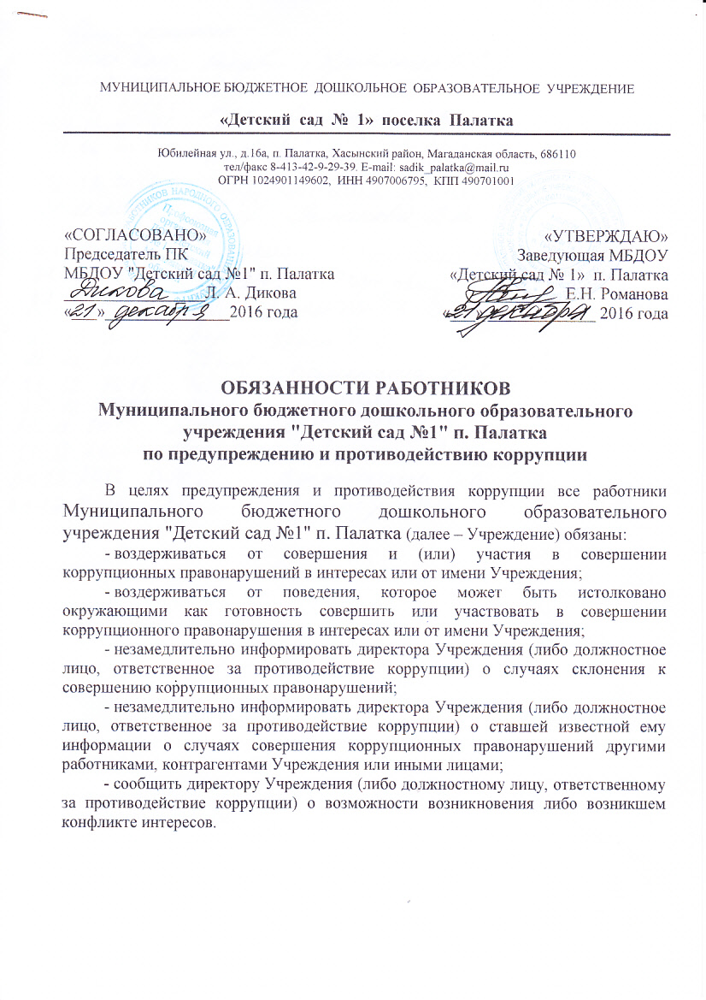 МУНИЦИПАЛЬНОЕ БЮДЖЕТНОЕ ДОШКОЛЬНОЕ ОБРАЗОВАТЕЛЬНОЕ УЧРЕЖДЕНИЕ
«Детский сад № 1» поселка Палатка
Юбилейная ул., д.16а, п. Палатка, Хасынский район, Магаданская область, 686110
тел/факс 8-413-42-9-29-39. E-mail: sadik_palatka@mail.ru
ОГРН 1024901149602, ИНН 4907006795, КПП 490701001
«СОГЛАСОВАНО»
Председатель ПК
МБДОУ "Детский сад №1" п. Палатка
Дикова Л. А. Дикова
«21» декабря 2016 года
«УТВЕРЖДАЮ»
Заведующая МБДОУ
«Детский сад № 1» п. Палатка
Е.Н. Романова
«21» декабря 2016 года
ОБЯЗАННОСТИ РАБОТНИКОВ
Муниципального бюджетного дошкольного образовательного
учреждения "Детский сад №1" п. Палатка
по предупреждению и противодействию коррупции
В целях предупреждения и противодействия коррупции все работники
Муниципального бюджетного дошкольного образовательного
учреждения "Детский сад №1" п. Палатка (далее – Учреждение) обязаны:
- воздерживаться от совершения и (или) участия в совершении
коррупционных правонарушений в интересах или от имени Учреждения;
- воздерживаться от поведения, которое может быть истолковано
окружающими как готовность совершить или участвовать в совершении
коррупционного правонарушения в интересах или от имени Учреждения;
- незамедлительно информировать директора Учреждения (либо должностное
лицо, ответственное за противодействие коррупции) о случаях склонения к
совершению коррупционных правонарушений;
- незамедлительно информировать директора Учреждения (либо должностное
лицо, ответственное за противодействие коррупции) о ставшей известной ему
информации о случаях совершения коррупционных правонарушений другими
работниками, контрагентами Учреждения или иными лицами;
- сообщить директору Учреждения (либо должностному лицу, ответственному
за противодействие коррупции) о возможности возникновения либо возникшем
конфликте интересов.